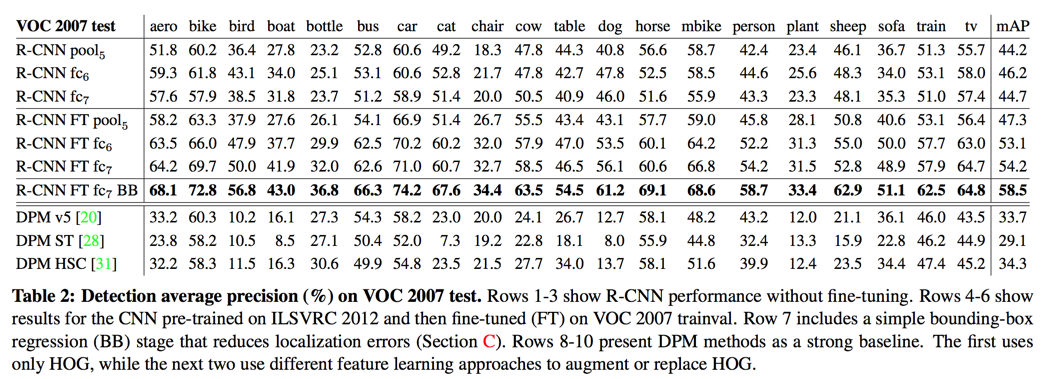 VOC 2007 test aero bike bird boat bottle bus car cat chair cow table dog horse mbike person plant sheep sofa train tv mAP
R-CNN pool5 51.8 60.2 36.4 27.8 23.2 52.8 60.6 49.2 18.3 47.8 44.3 40.8 56.6 58.7 42.4 23.4 46.1 36.7 51.3 55.7 44.2
R-CNN fc6 59.3 61.8 43.1 34.0 25.1 53.1 60.6 52.8 21.7 47.8 42.7 47.8 52.5 58.5 44.6 25.6 48.3 34.0 53.1 58.0 46.2
R-CNN fc7 57.6 57.9 38.5 31.8 23.7 51.2 58.9 51.4 20.0 50.5 40.9 46.0 51.6 55.9 43.3 23.3 48.1 35.3 51.0 57.4 44.7
R-CNN FT pool5 58.2 63.3 37.9 27.6 26.1 54.1 66.9 51.4 26.7 55.5 43.4 43.1 57.7 59.0 45.8 28.1 50.8 40.6 53.1 56.4 47.3
R-CNN FT fc6 63.5 66.0 47.9 37.7 29.9 62.5 70.2 60.2 32.0 57.9 47.0 53.5 60.1 64.2 52.2 31.3 55.0 50.0 57.7 63.0 53.1
R-CNN FT fc7 64.2 69.7 50.0 41.9 32.0 62.6 71.0 60.7 32.7 58.5 46.5 56.1 60.6 66.8 54.2 31.5 52.8 48.9 57.9 64.7 54.2
R-CNN FT fc7 BB 68.1 72.8 56.8 43.0 36.8 66.3 74.2 67.6 34.4 63.5 54.5 61.2 69.1 68.6 58.7 33.4 62.9 51.1 62.5 64.8 58.5
DPM v5 [20] 33.2 60.3 10.2 16.1 27.3 54.3 58.2 23.0 20.0 24.1 26.7 12.7 58.1 48.2 43.2 12.0 21.1 36.1 46.0 43.5 33.7
DPM ST [28] 23.8 58.2 10.5 8.5 27.1 50.4 52.0 7.3 19.2 22.8 18.1 8.0 55.9 44.8 32.4 13.3 15.9 22.8 46.2 44.9 29.1
DPM HSC [31] 32.2 58.3 11.5 16.3 30.6 49.9 54.8 23.5 21.5 27.7 34.0 13.7 58.1 51.6 39.9 12.4 23.5 34.4 47.4 45.2 34.3
Table 2: Detection average precision (%) on VOC 2007 test. Rows 1-3 show R-CNN performance without fine-tuning. Rows 4-6 show
results for the CNN pre-trained on ILSVRC 2012 and then fine-tuned (FT) on VOC 2007 trainval. Row 7 includes a simple bounding-box
regression (BB) stage that reduces localization errors (Section C). Rows 8-10 present DPM methods as a strong baseline. The first uses
only HOG, while the next two use different feature learning approaches to augment or replace HOG.